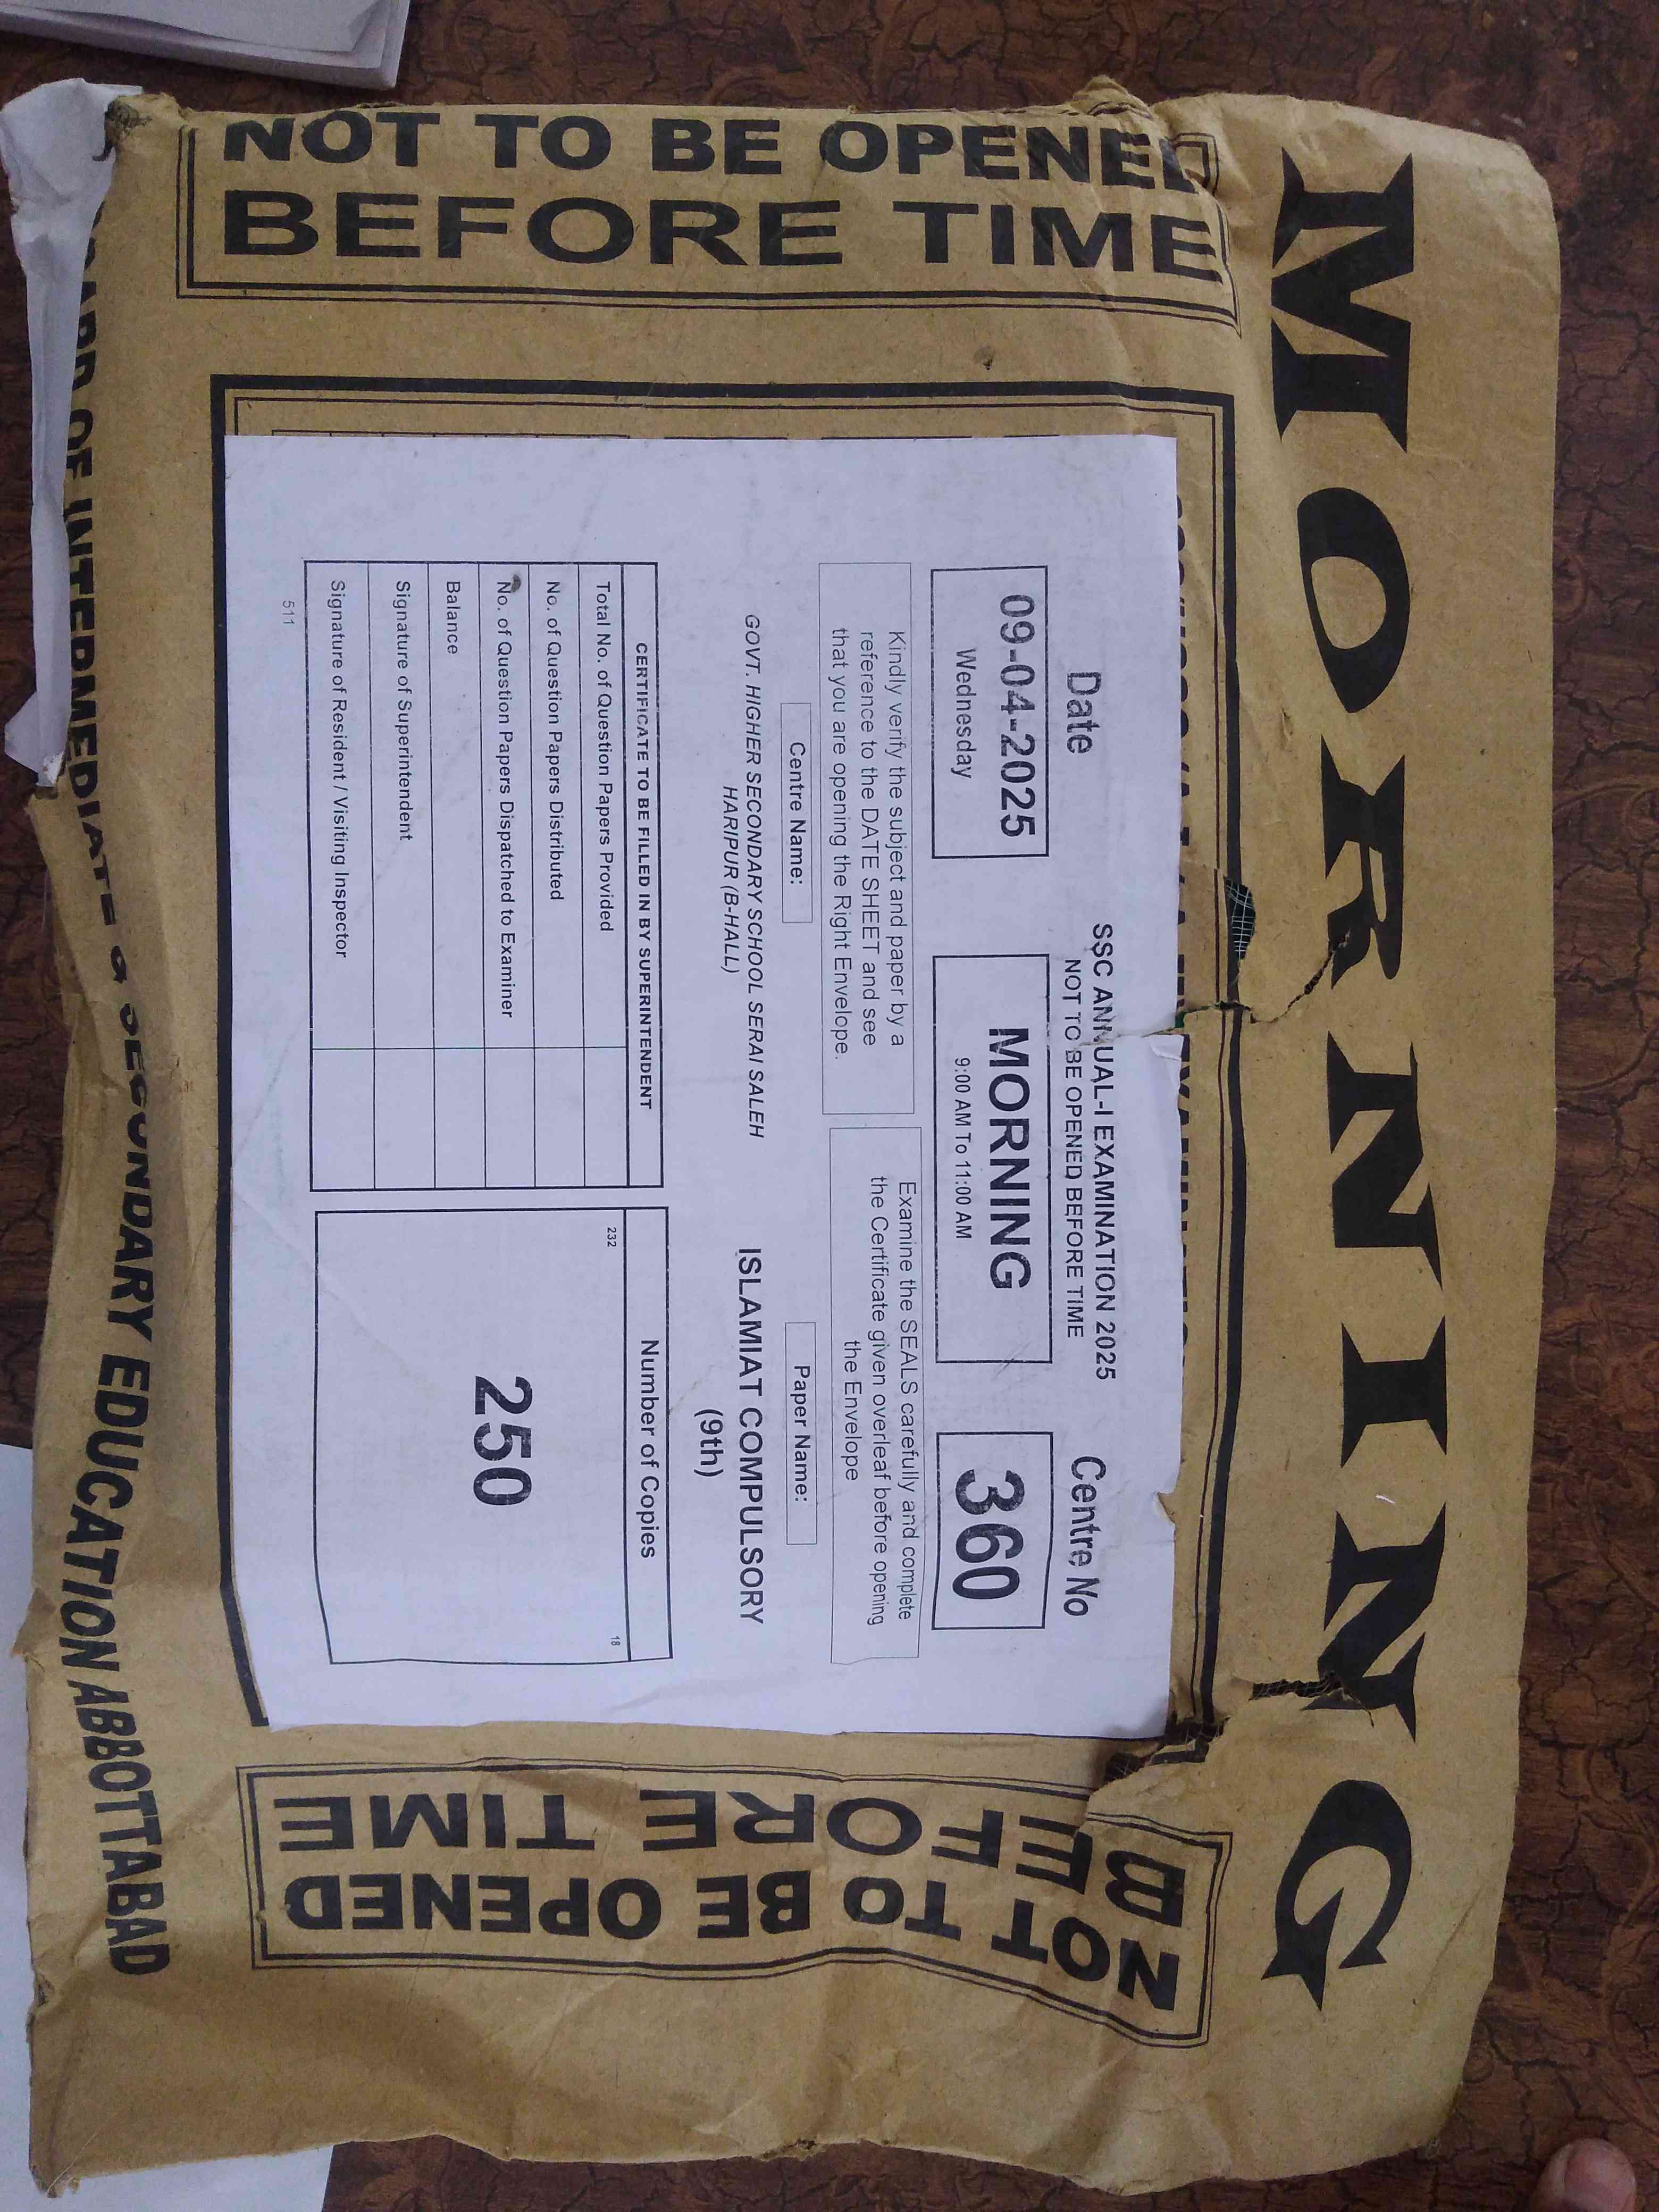 MORNING
NOT TO BE OPENED
BEFORE TIME
SSC ANNUAL-I EXAMINATION 2025
NOT TO BE OPENED BEFORE TIME
Date
09-04-2025
Wednesday
MORNING
9:00 AM To 11:00 AM
Centre No
360
Kindly verify the subject and paper by a
reference to the DATE SHEET and see
that you are opening the Right Envelope.
Examine the SEALS carefully and complete
the Certificate given overleaf before opening
the Envelope
Centre Name:
GOVT. HIGHER SECONDARY SCHOOL SERAI SALEH
HARIPUR (B-HALL)
Paper Name:
ISLAMIAT COMPULSORY
(9th)
CERTIFICATE TO BE FILLED IN BY SUPERINTENDENT
Total No. of Question Papers Provided
No. of Question Papers Distributed
No. of Question Papers Dispatched to Examiner
Balance
Signature of Superintendent
Signature of Resident / Visiting Inspector
511
Number of Copies
232
18
250
NOT TO BE OPENED
BEFORE TIME
OF INTERMEDIATE & SECONDARY EDUCATION ABBOTTABAD